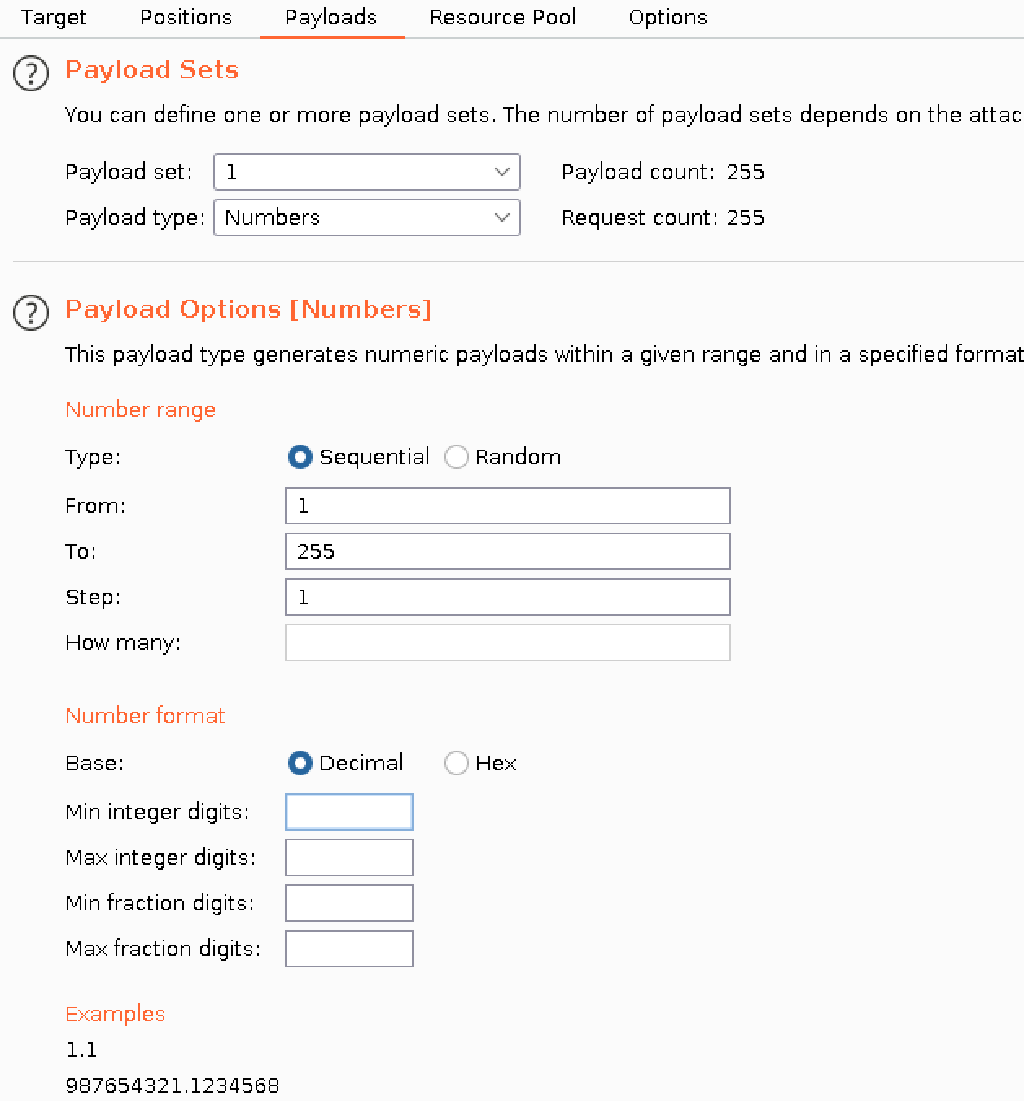 Target Positions Payloads Resource Pool Options
? Payload Sets
You can define one or more payload sets. The number of payload sets depends on the attac
Payload set: 1 Payload count: 255
Payload type: Numbers Request count: 255
? Payload Options [Numbers]
This payload type generates numeric payloads within a given range and in a specified format
Number range
Type: Sequential Random
From: 1
To: 255
Step: 1
How many:
Number format
Base: Decimal Hex
Min integer digits:
Max integer digits:
Min fraction digits:
Max fraction digits:
Examples
1.1
987654321.1234568